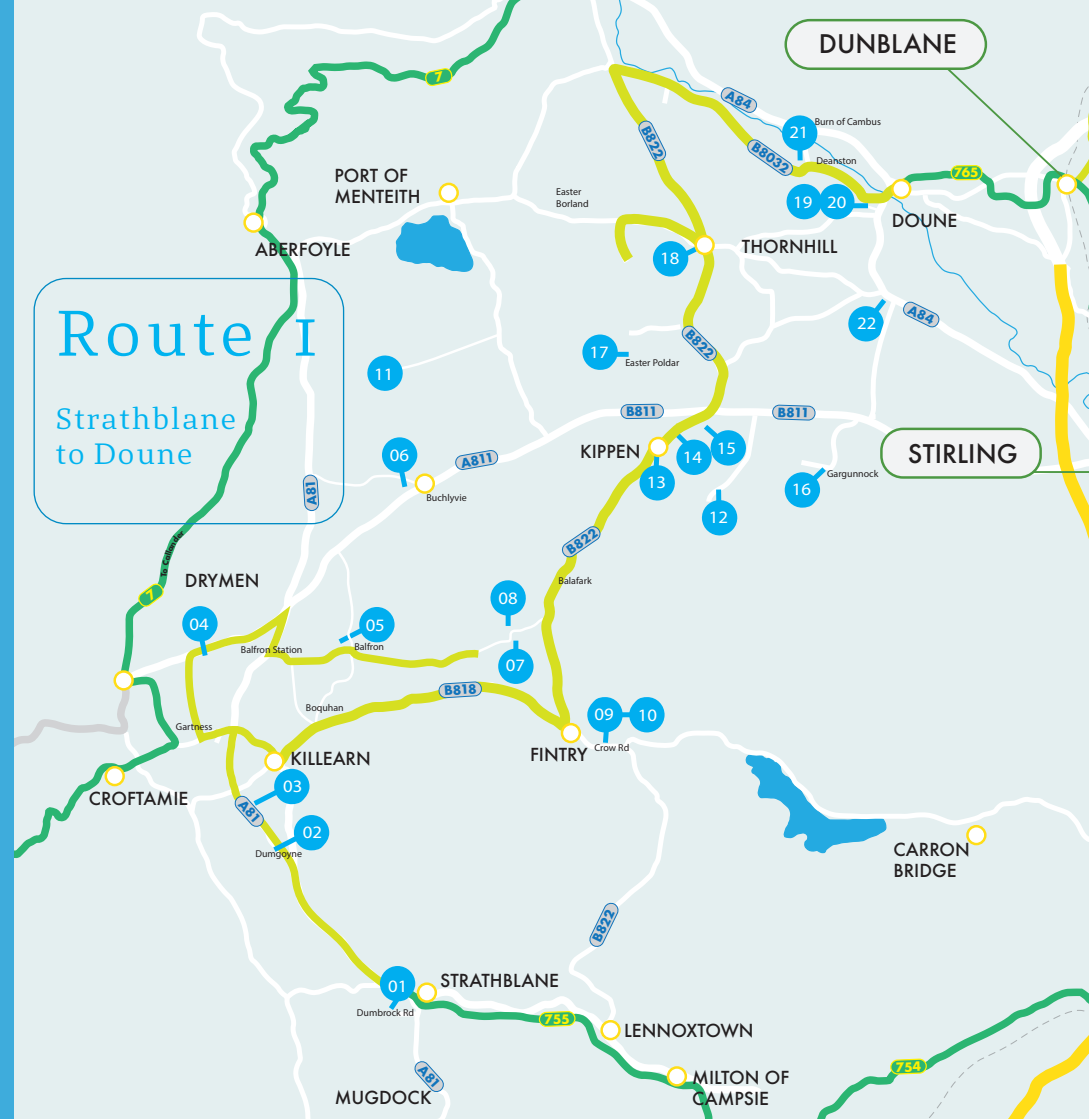 DUNBLANE
7
A84
Burn of Cambus
21
B822
B8032
Deanston
765
PORT OF
MENTEITH
Easter
Borland
19
20
DOUNE
ABERFOYLE
18
THORNHILL
Route 1
Strathblane
to Doune
22
A84
B822
17
Easter Poldar
11
B811
B811
KIPPEN
15
14
STIRLING
06
A811
13
16
Gargunnock
A81
Buchlyvie
12
B822
To Callander
Balafark
DRYMEN
7
08
04
05
Balfron Station
Balfron
07
B818
Boquhan
09
10
Gartness
FINTRY
Crow Rd
KILLEARN
03
CROFTAMIE
A81
02
Dumgoyne
CARRON
BRIDGE
B822
01
STRATHBLANE
Dumbrock Rd
755
LENNOXTOWN
754
A81
MUGDOCK
MILTON OF
CAMPSIE